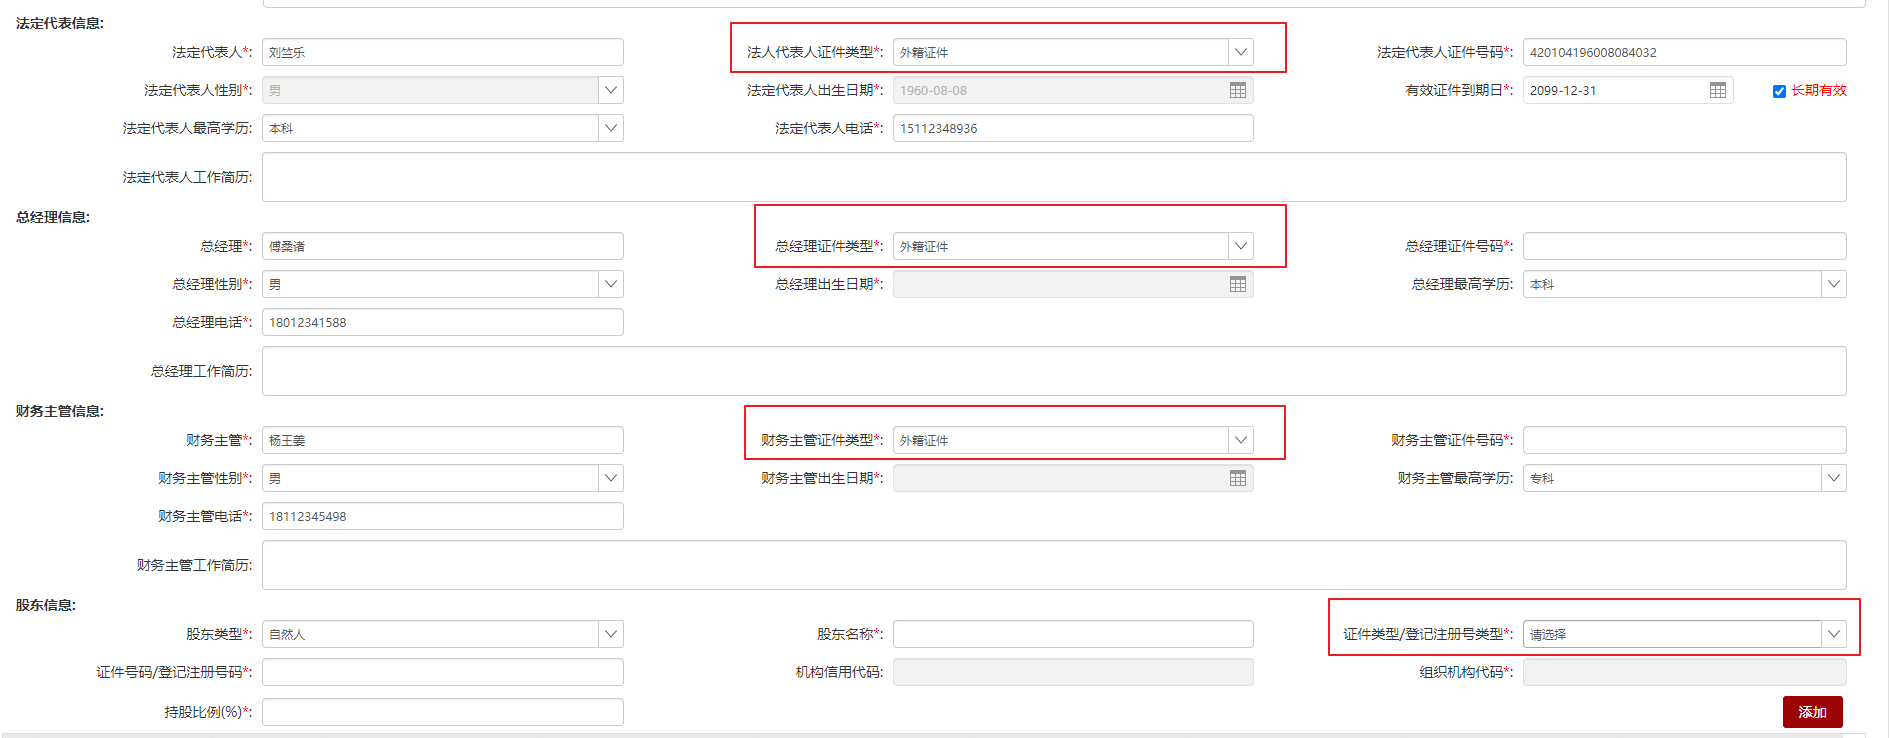 法定代表信息:
法定代表人*: 刘竺乐 法人代表人证件类型*: 外籍证件 法定代表人证件号码*: 420104196008084032
法定代表人性别*: 男 法定代表人出生日期*: 1960-08-08 有效证件到期日*: 2099-12-31 长期有效
法定代表人最高学历: 本科 法定代表人电话*: 15112348936
法定代表人工作简历:
总经理信息:
总经理*: 傅桑诸 总经理证件类型*: 外籍证件 总经理证件号码*:
总经理性别*: 男 总经理出生日期*: 总经理最高学历: 本科
总经理电话*: 18012341588
总经理工作简历:
财务主管信息:
财务主管*: 杨王姜 财务主管证件类型*: 外籍证件 财务主管证件号码*:
财务主管性别*: 男 财务主管出生日期*: 财务主管最高学历: 专科
财务主管电话*: 18112345498
财务主管工作简历:
股东信息:
股东类型*: 自然人 股东名称*: 证件类型/登记注册号类型*: 请选择
证件号码/登记注册号码*: 机构信用代码: 组织机构代码*:
持股比例(%)*: 添加